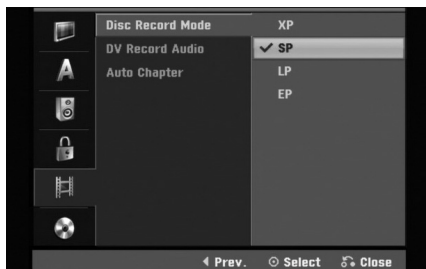 Disc Record Mode
XP
DV Record Audio
✓ SP
Auto Chapter
LP
EP
A
◀ Prev. ⊙ Select Close